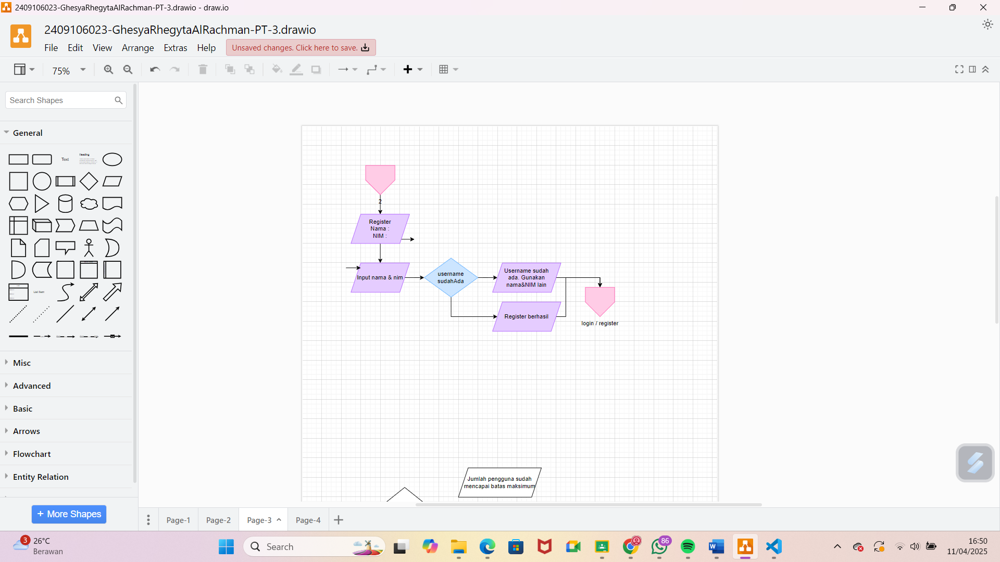 2409106023-GhesyaRhegytaAlRachman-PT-3.drawio - draw.io
2409106023-GhesyaRhegytaAlRachman-PT-3.drawio
File Edit View Arrange Extras Help Unsaved changes. Click here to save.
75%
Search Shapes
General
Text
Heading
List Item
Misc
Advanced
Basic
Arrows
Flowchart
Entity Relation
+ More Shapes
2
Register
Nama :
NIM :
Input nama & nim
username
sudahAda
Username sudah
ada. Gunakan
nama&NIM lain
Register berhasil
login / register
Jumlah pengguna sudah
mencapai batas maksimum
Page-1 Page-2 Page-3 Page-4
3
26°C
Berawan
Search
86
16:50
11/04/2025